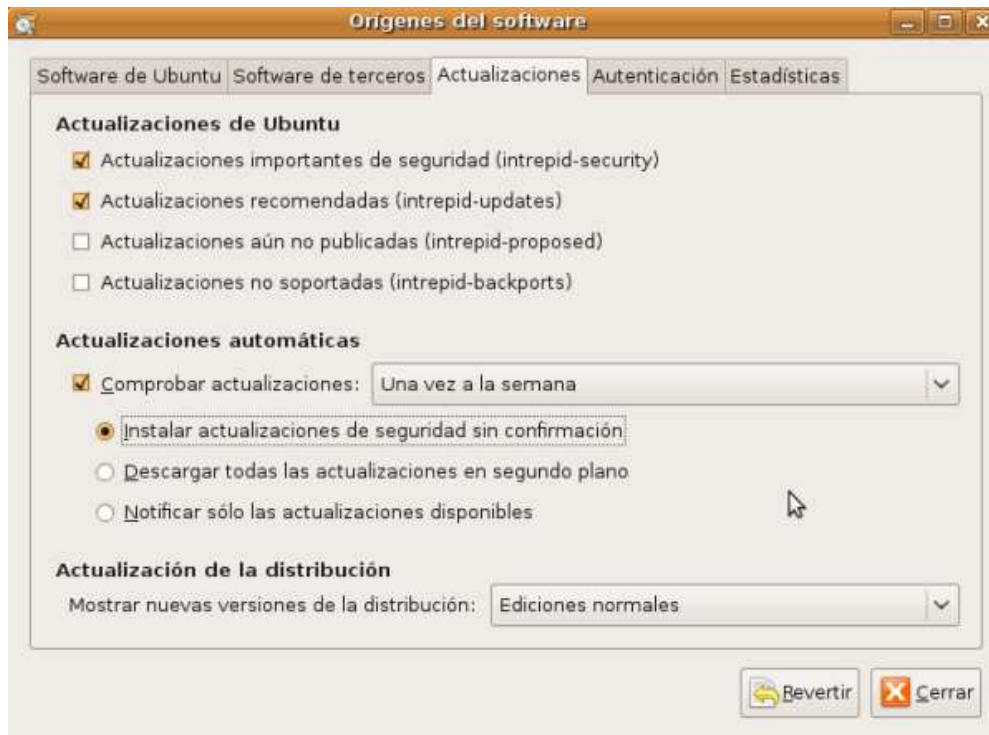 Orígenes del software
Software de Ubuntu Software de terceros Actualizaciones Autenticación Estadísticas
Actualizaciones de Ubuntu
Actualizaciones importantes de seguridad (intrepid-security)
Actualizaciones recomendadas (intrepid-updates)
Actualizaciones aún no publicadas (intrepid-proposed)
Actualizaciones no soportadas (intrepid-backports)
Actualizaciones automáticas
Comprobar actualizaciones: Una vez a la semana
Instalar actualizaciones de seguridad sin confirmación
Descargar todas las actualizaciones en segundo plano
Notificar sólo las actualizaciones disponibles
Actualización de la distribución
Mostrar nuevas versiones de la distribución: Ediciones normales
Revertir Cerrar